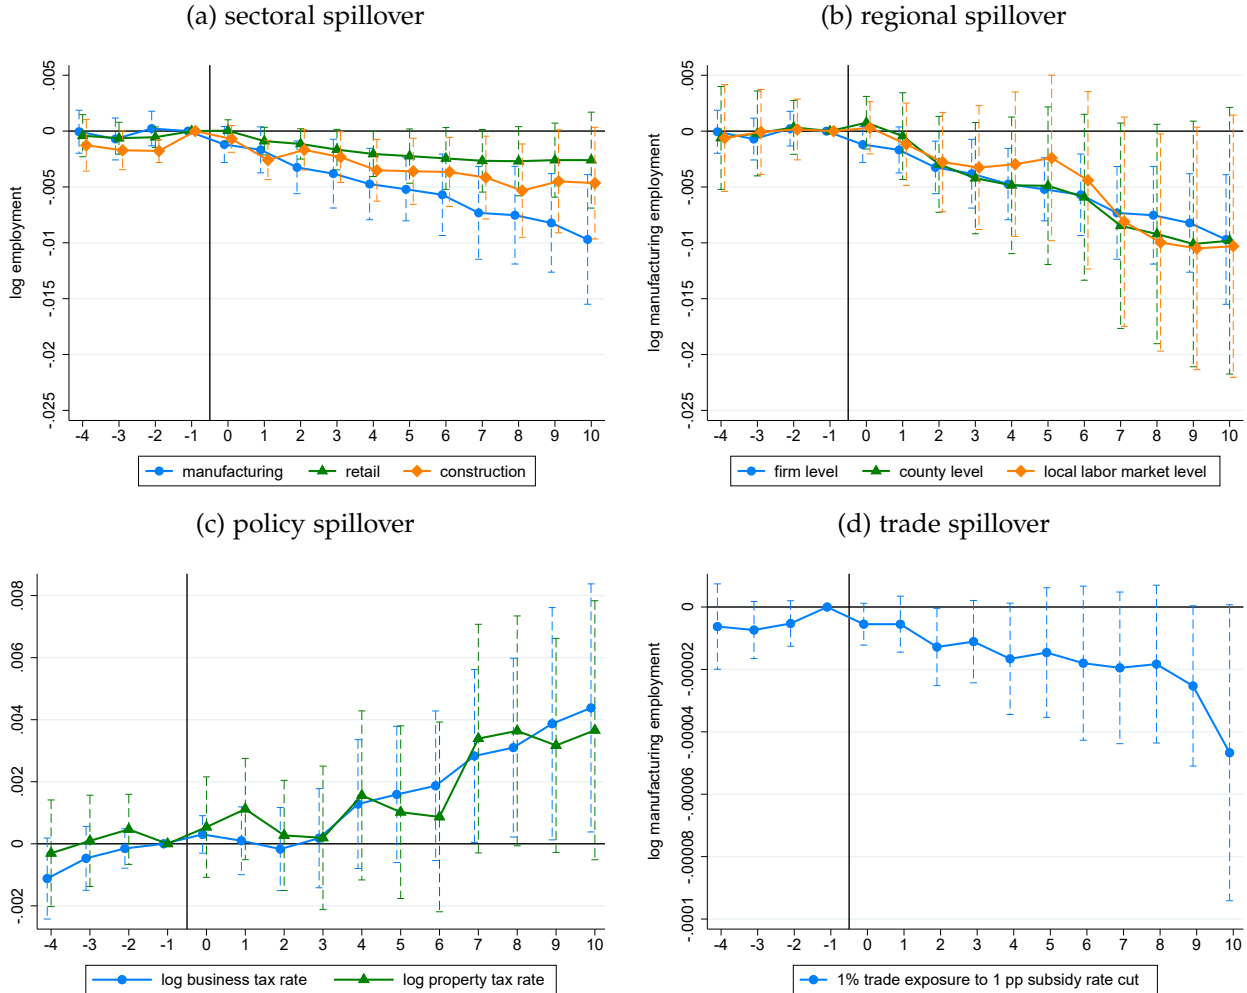 (a) sectoral spillover
log employment
.005
0
-.005
-.01
-.015
-.02
-.025
-4 -3 -2 -1 0 1 2 3 4 5 6 7 8 9 10
manufacturing retail construction
(b) regional spillover
log manufacturing employment
.005
0
-.005
-.01
-.015
-.02
-.025
-4 -3 -2 -1 0 1 2 3 4 5 6 7 8 9 10
firm level county level local labor market level
(c) policy spillover
.008
.006
.004
.002
0
-.002
-4 -3 -2 -1 0 1 2 3 4 5 6 7 8 9 10
log business tax rate log property tax rate
(d) trade spillover
log manufacturing employment
0
-.00002
-.00004
-.00006
-.00008
-.0001
-4 -3 -2 -1 0 1 2 3 4 5 6 7 8 9 10
1% trade exposure to 1 pp subsidy rate cut